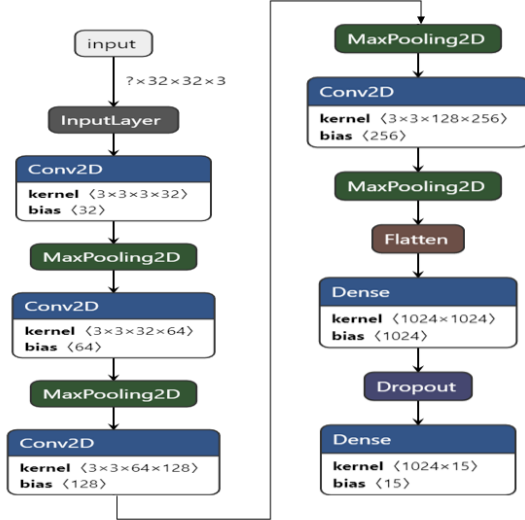 input
?×32×32×3
InputLayer
Conv2D
kernel ⟨3×3×3×32⟩
bias ⟨32⟩
MaxPooling2D
Conv2D
kernel ⟨3×3×32×64⟩
bias ⟨64⟩
MaxPooling2D
Conv2D
kernel ⟨3×3×64×128⟩
bias ⟨128⟩
MaxPooling2D
Conv2D
kernel ⟨3×3×128×256⟩
bias ⟨256⟩
MaxPooling2D
Flatten
Dense
kernel ⟨1024×1024⟩
bias ⟨1024⟩
Dropout
Dense
kernel ⟨1024×15⟩
bias ⟨15⟩